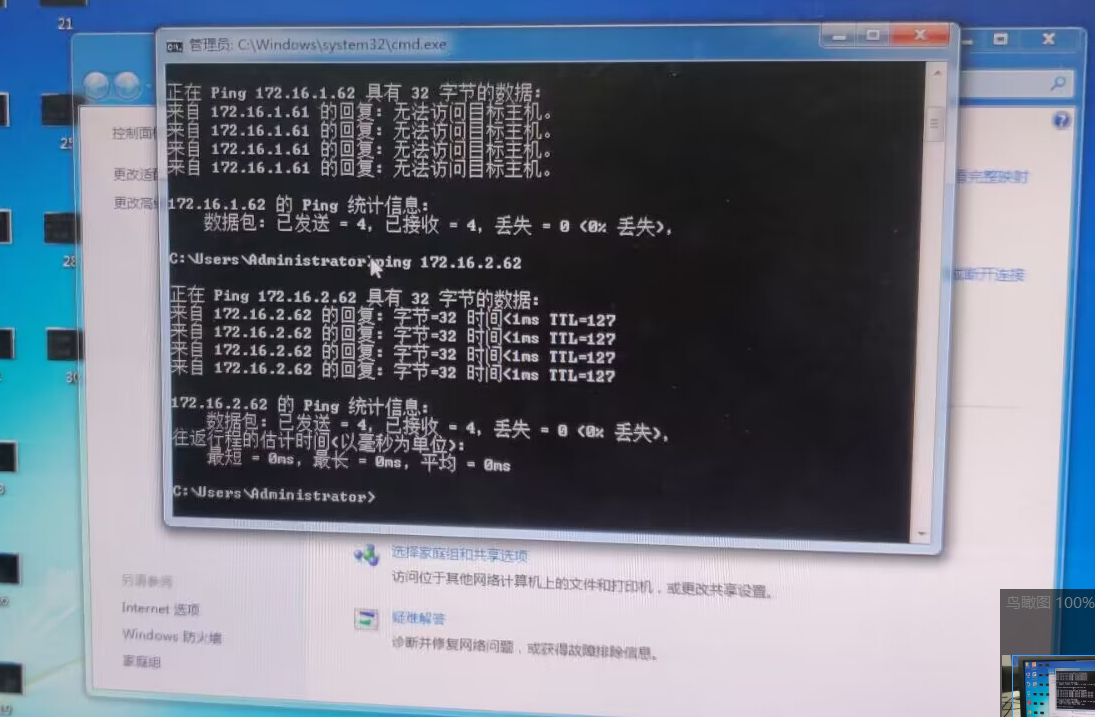 21
管理员: C:\Windows\system32\cmd.exe
正在 Ping 172.16.1.62 具有 32 字节的数据:
来自 172.16.1.61 的回复: 无法访问目标主机。
来自 172.16.1.61 的回复: 无法访问目标主机。
来自 172.16.1.61 的回复: 无法访问目标主机。
来自 172.16.1.61 的回复: 无法访问目标主机。
172.16.1.62 的 Ping 统计信息:
数据包: 已发送 = 4, 已接收 = 4, 丢失 = 0 (0% 丢失),
C:\Users\Administrator>ping 172.16.2.62
正在 Ping 172.16.2.62 具有 32 字节的数据:
来自 172.16.2.62 的回复: 字节=32 时间<1ms TTL=127
来自 172.16.2.62 的回复: 字节=32 时间<1ms TTL=127
来自 172.16.2.62 的回复: 字节=32 时间<1ms TTL=127
来自 172.16.2.62 的回复: 字节=32 时间<1ms TTL=127
172.16.2.62 的 Ping 统计信息:
数据包: 已发送 = 4, 已接收 = 4, 丢失 = 0 (0% 丢失),
往返行程的估计时间(以毫秒为单位):
最短 = 0ms, 最长 = 0ms, 平均 = 0ms
C:\Users\Administrator>
控制面
更改适
更改高
看完整映射
或断开连接
选择家庭组和共享选项
访问位于其他网络计算机上的文件和打印机，或更改共享设置。
疑难解答
诊断并修复网络问题，或获得故障排除信息。
另请参阅
Internet 选项
Windows 防火墙
家庭组
鸟瞰图 100%